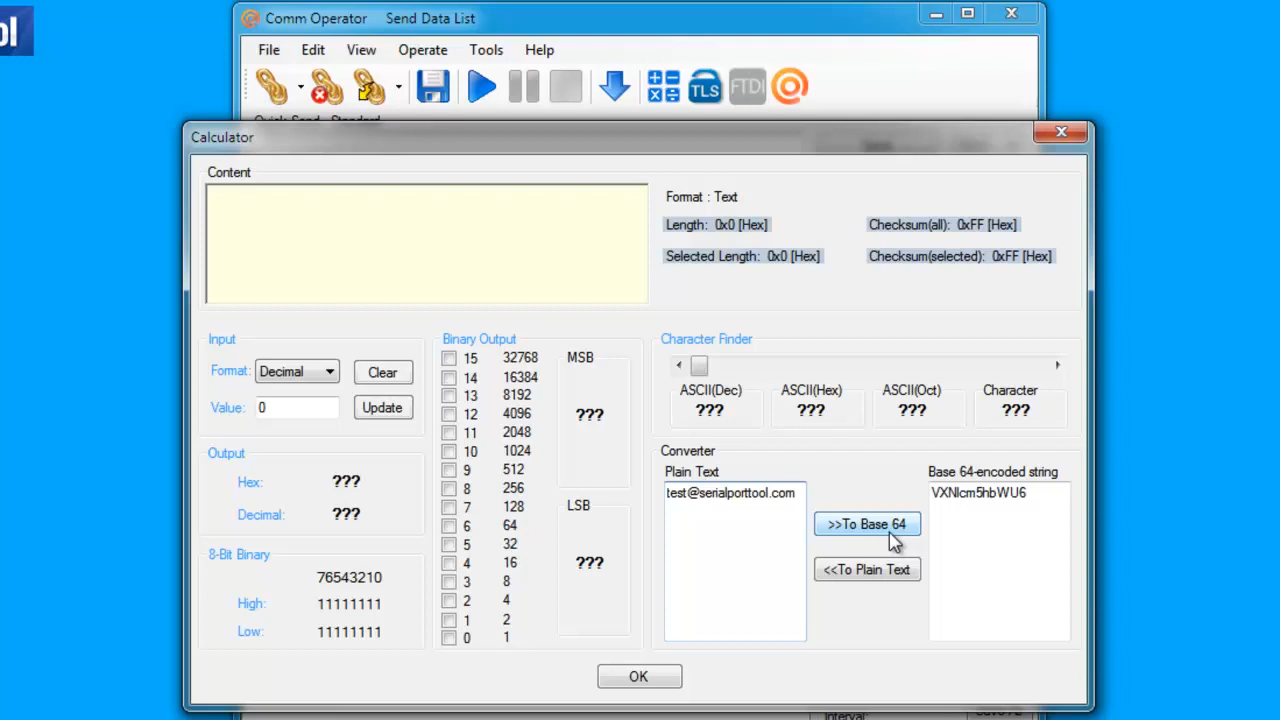 ol
Comm Operator Send Data List
File Edit View Operate Tools Help
TLS FTDI
Quick Send Standard
Calculator
Content
Format : Text
Length: 0x0 [Hex] Checksum(all): 0xFF [Hex]
Selected Length: 0x0 [Hex] Checksum(selected): 0xFF [Hex]
Input
Format: Decimal Clear
Value: 0 Update
Output
Hex: ???
Decimal: ???
8-Bit Binary
76543210
High: 11111111
Low: 11111111
Binary Output
15 32768
14 16384
13 8192
12 4096
11 2048
10 1024
9 512
8 256
7 128
6 64
5 32
4 16
3 8
2 4
1 2
0 1
MSB
???
LSB
???
Character Finder
ASCII(Dec) ASCII(Hex) ASCII(Oct) Character
??? ??? ??? ???
Converter
Plain Text Base 64-encoded string
test@serialporttool.com VXNlcm5hbWU6
>>To Base 64
<<To Plain Text
OK
Interval: